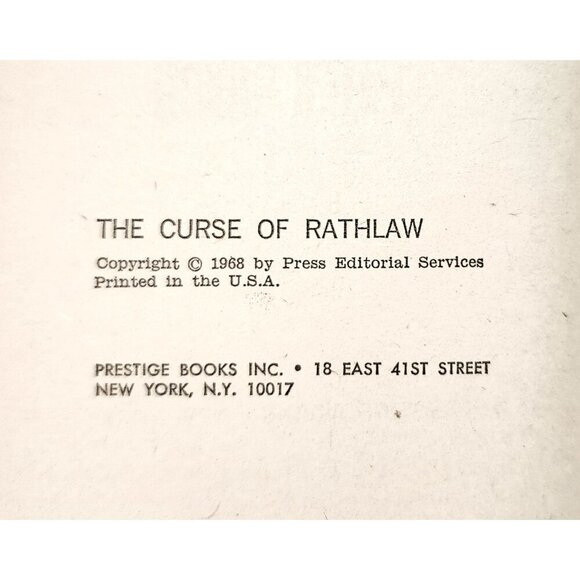 THE CURSE OF RATHLAW
Copyright © 1968 by Press Editorial Services
Printed in the U.S.A.
PRESTIGE BOOKS INC. • 18 EAST 41ST STREET
NEW YORK, N.Y. 10017